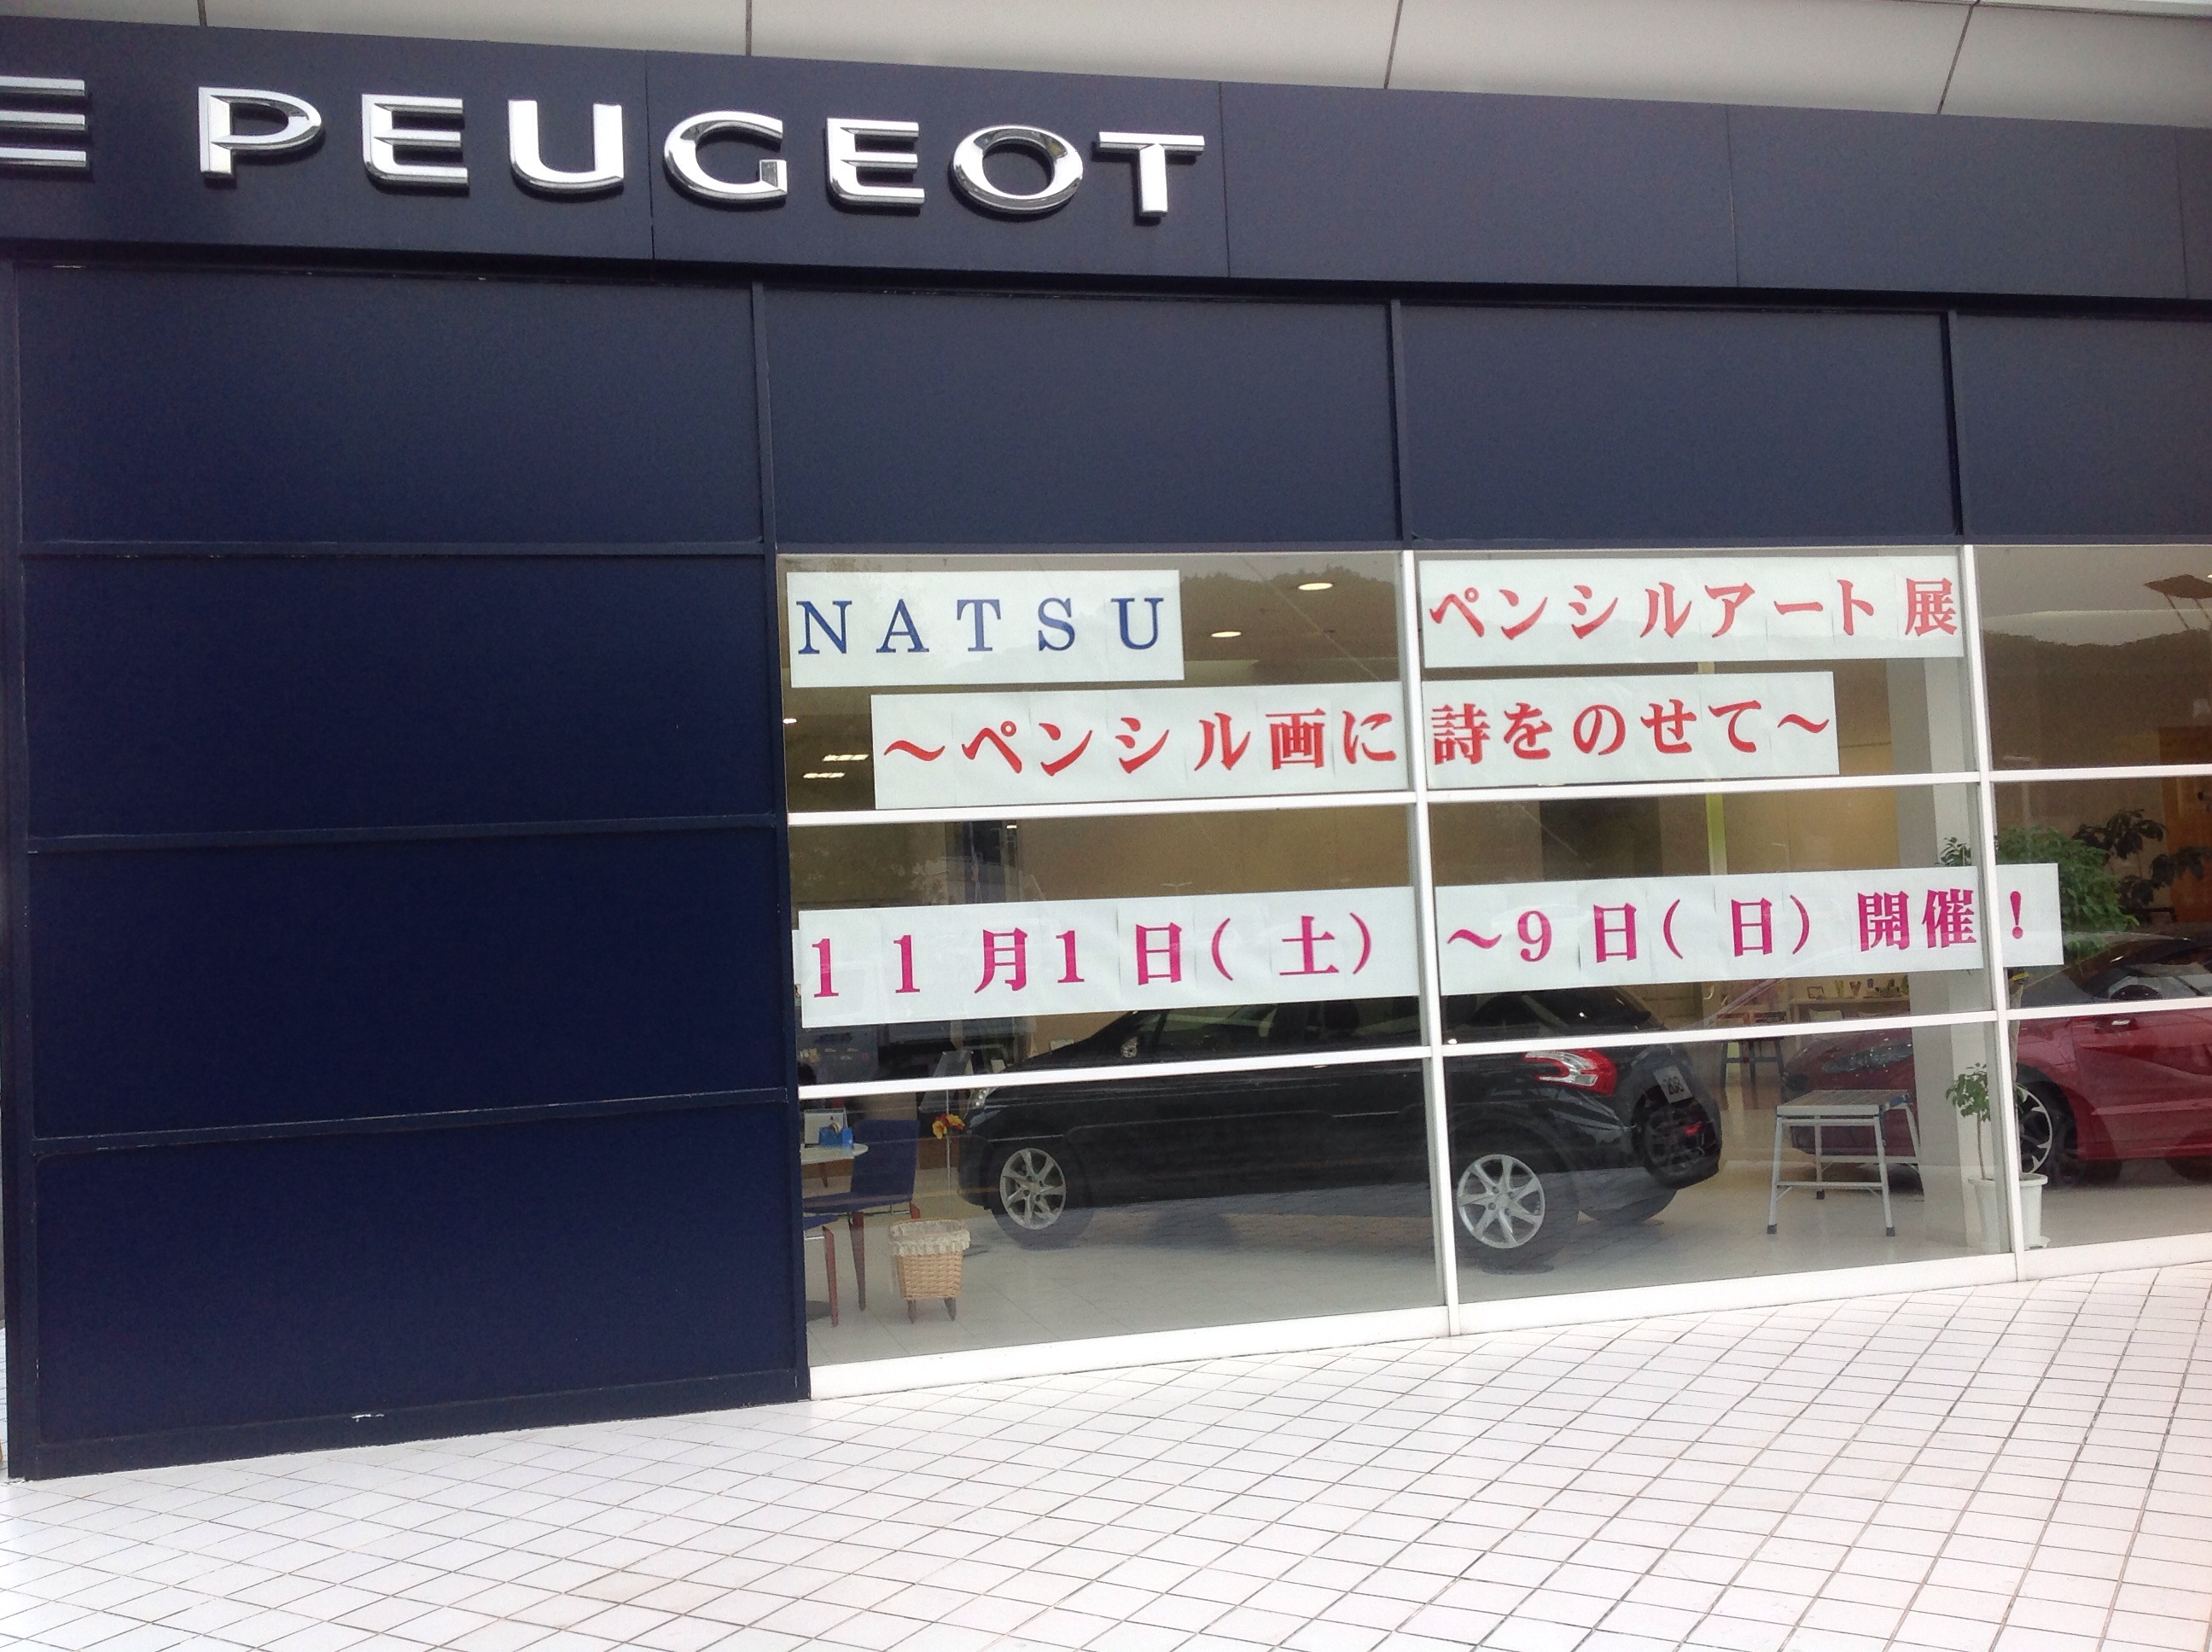 PEUGEOT
NATSU ペンシルアート展
～ペンシル画に詩をのせて～
11月1日(土)～9日(日)開催！
208